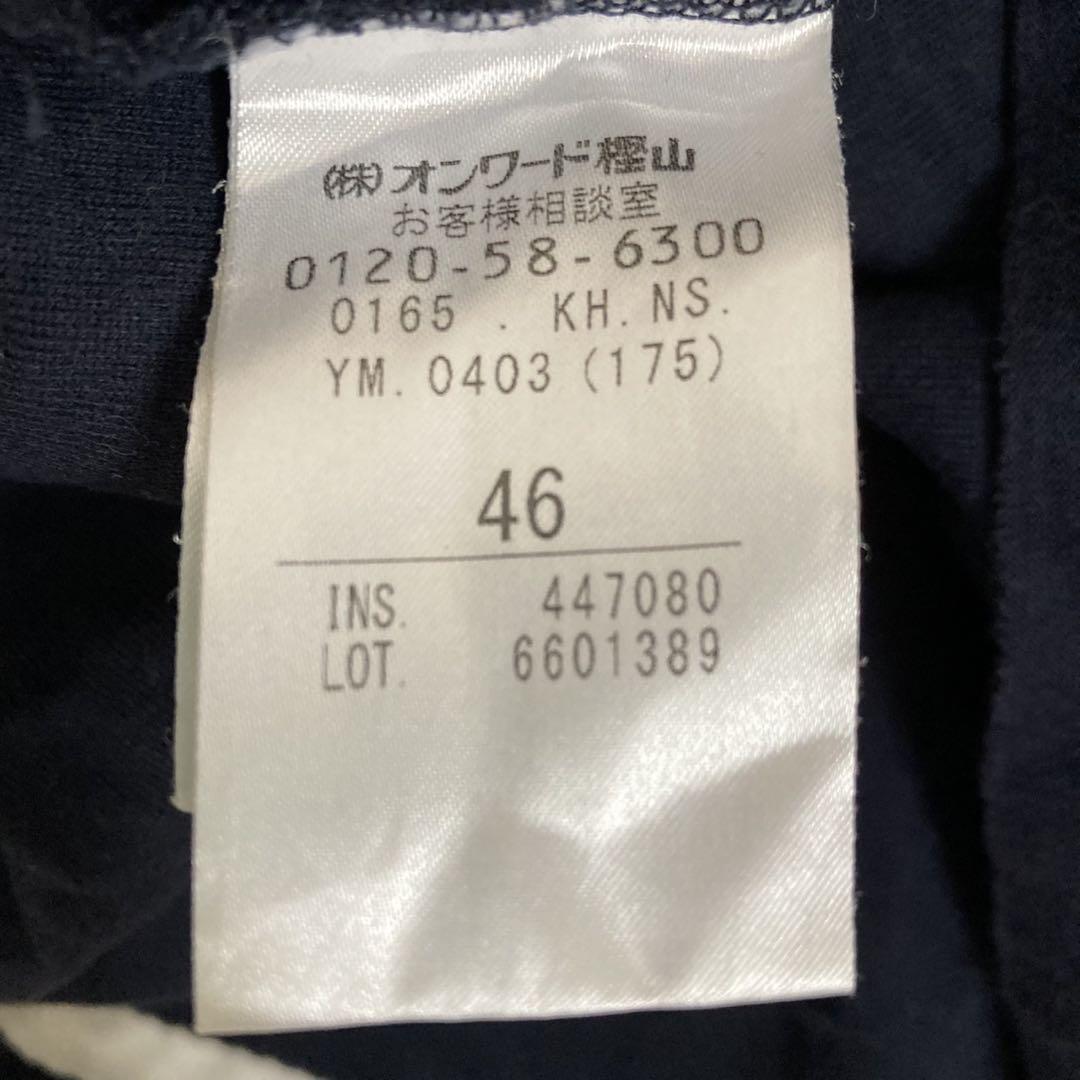 ㈱オンワード樫山
お客様相談室
0120-58-6300
0165 . KH. NS.
YM. 0403 (175)
46
INS. 447080
LOT. 6601389